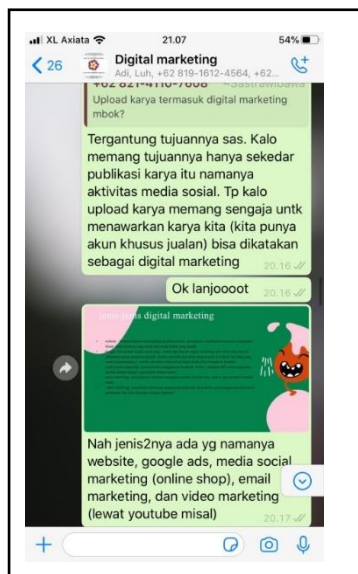 XL Axiata
21.07
54%
26
Digital marketing
Adi, Luh, +62 819-1612-4564, +62...
Upload karya termasuk digital marketing
mbok?
Tergantung tujuannya sas. Kalo
memang tujuannya hanya sekedar
publikasi karya itu namanya
aktivitas media sosial. Tp kalo
upload karya memang sengaja untk
menawarkan karya kita (kita punya
akun khusus jualan) bisa dikatakan
sebagai digital marketing
20.16
Ok lanjoooot
20.16
jenis-jenis digital marketing
Nah jenis2nya ada yg namanya
website, google ads, media social
marketing (online shop), email
marketing, dan video marketing
(lewat youtube misal)
20.17